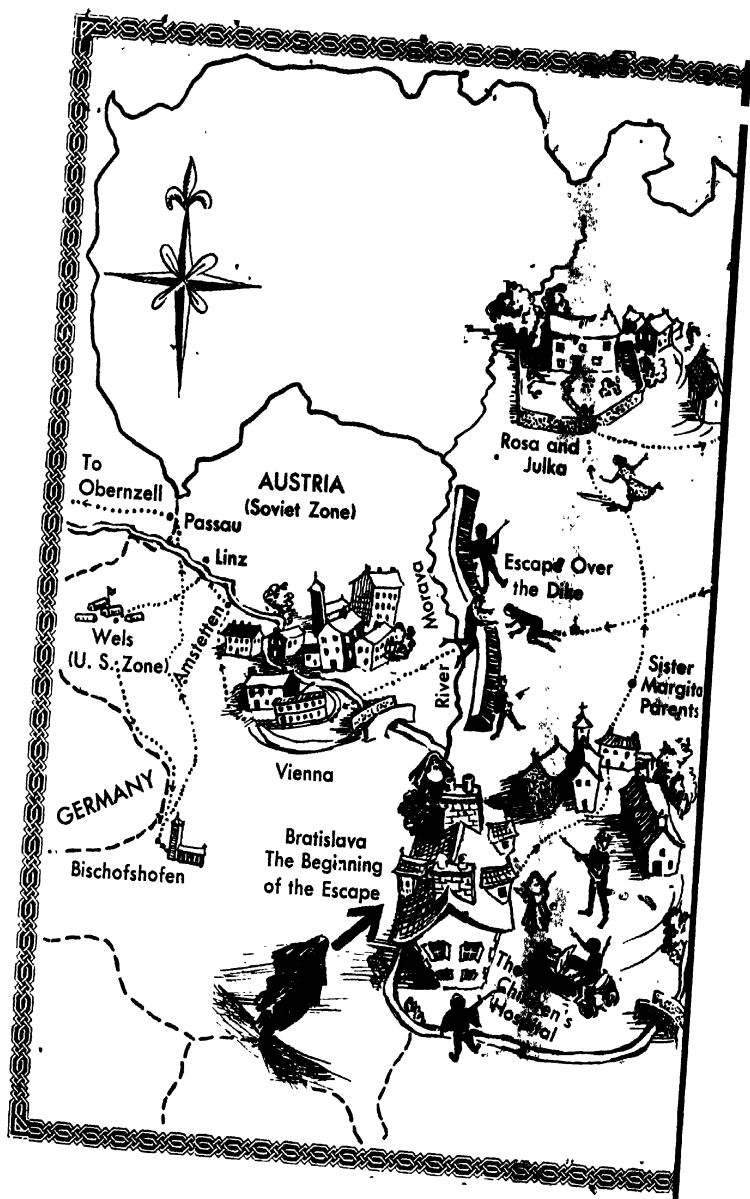 Rosa and
Julka
To
Obernzell
AUSTRIA
(Soviet Zone)
Passau
Linz
Escape Over
the Dike
Morava
River
Wels
(U. S. Zone)
Amstetten
Sister
Margita
Parents
Vienna
GERMANY
Bratislava
The Beginning
of the Escape
Bischofshofen
The
Children's
Hospital